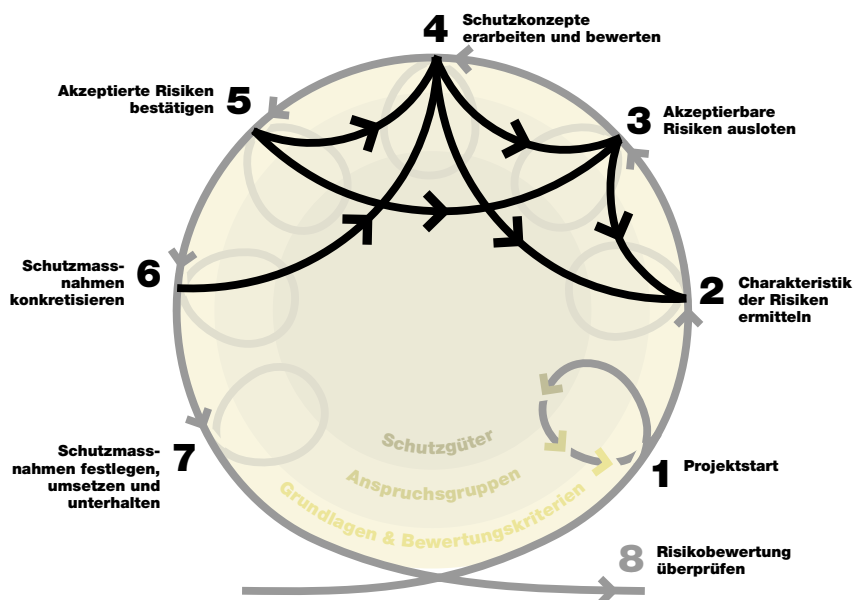 4
Schutzkonzepte
erarbeiten und bewerten
Akzeptierte Risiken
bestätigen
5
3
Akzeptierbare
Risiken ausloten
Schutzmass-
nahmen
konkretisieren
6
2
Charakteristik
der Risiken
ermitteln
Schutzmass-
nahmen festlegen,
umsetzen und
unterhalten
7
1
Projektstart
Schutzgüter
Anspruchsgruppen
Grundlagen & Bewertungskriterien
8
Risikobewertung
überprüfen